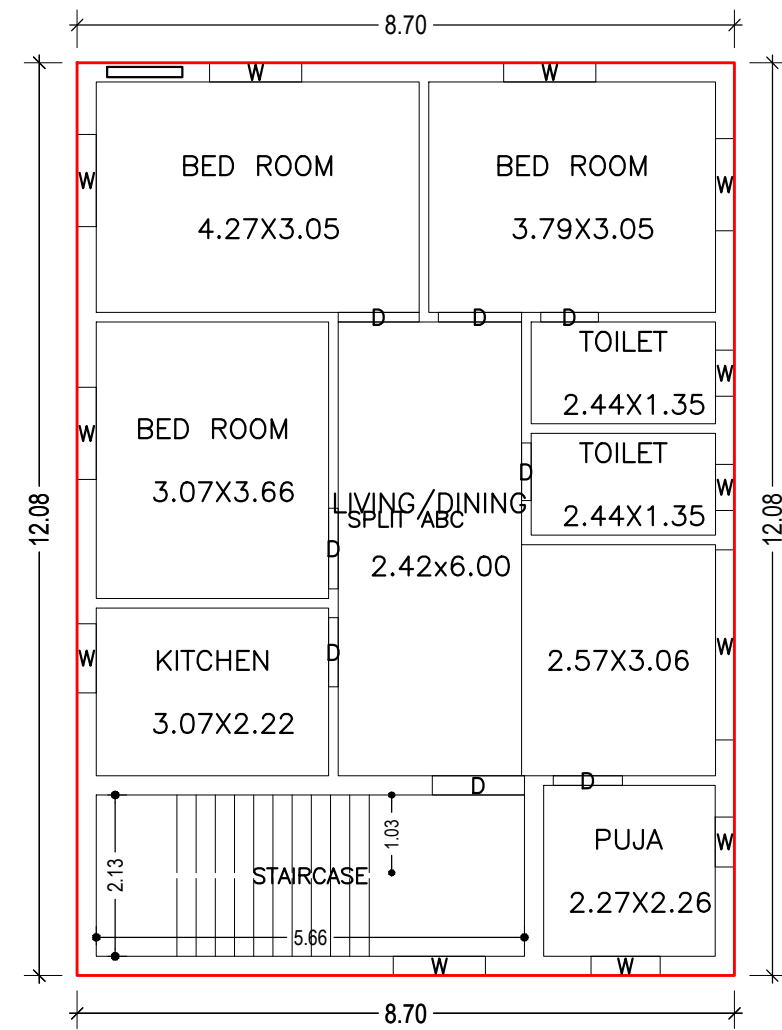 8.70
W
W
W
BED ROOM
4.27X3.05
W
BED ROOM
3.79X3.05
D
D
D
TOILET
2.44X1.35
W
W
BED ROOM
3.07X3.66
D
TOILET
2.44X1.35
W
LIVING/DINING
SPLIT ABC
2.42x6.00
12.08
12.08
D
D
W
KITCHEN
3.07X2.22
2.57X3.06
W
D
D
2.13
1.03
STAIRCASE
5.66
PUJA
2.27X2.26
W
W
W
8.70